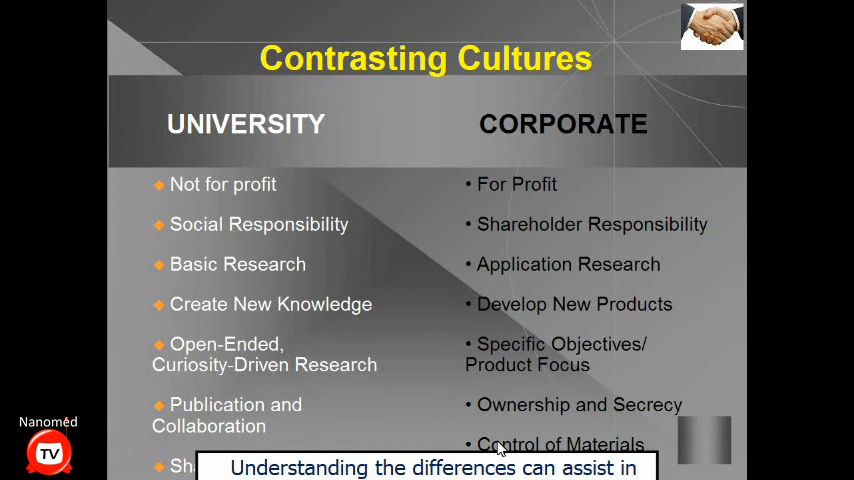 Contrasting Cultures
UNIVERSITY
CORPORATE
Not for profit
Social Responsibility
Basic Research
Create New Knowledge
Open-Ended,
Curiosity-Driven Research
Publication and
Collaboration
• For Profit
• Shareholder Responsibility
• Application Research
• Develop New Products
• Specific Objectives/
Product Focus
• Ownership and Secrecy
• Control of Materials
Understanding the differences can assist in
Nanomed
TV